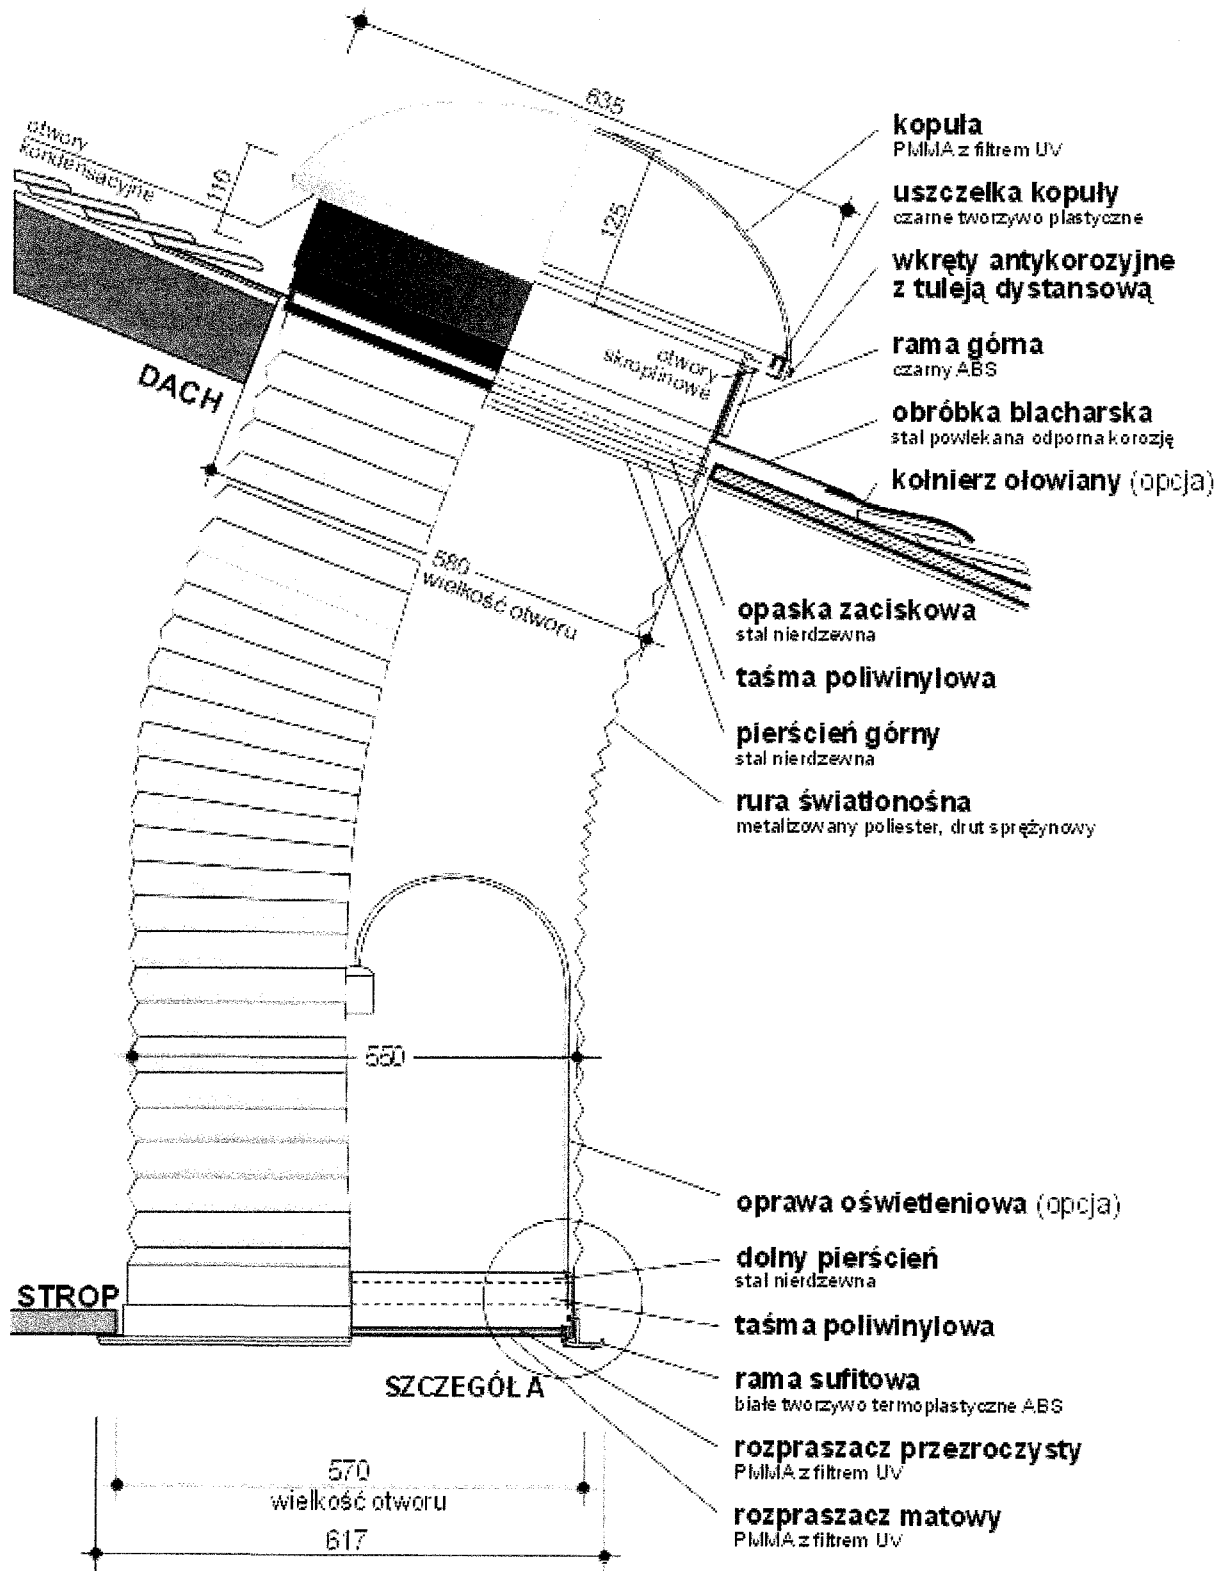 635
otwory
kondensacyjne
110
125
kopuła
PMMA z filtrem UV
uszczelka kopuły
czarne tworzywo plastyczne
wkręty antykorozyjne
z tuleją dystansową
otwory
skroplinowe
rama górna
czarny ABS
DACH
obróbka blacharska
stal powlekana odporna korozję
kołnierz ołowiany (opcja)
580
wielkość otworu
opaska zaciskowa
stal nierdzewna
taśma poliwinylowa
pierścień górny
stal nierdzewna
rura światłonośna
metalizowany poliester, drut sprężynowy
550
oprawa oświetleniowa (opcja)
dolny pierścień
stal nierdzewna
STROP
taśma poliwinylowa
SZCZEGÓŁ A
rama sufitowa
białe tworzywo termoplastyczne ABS
rozpraszacz przezroczysty
PMMA z filtrem UV
570
wielkość otworu
rozpraszacz matowy
PMMA z filtrem UV
617